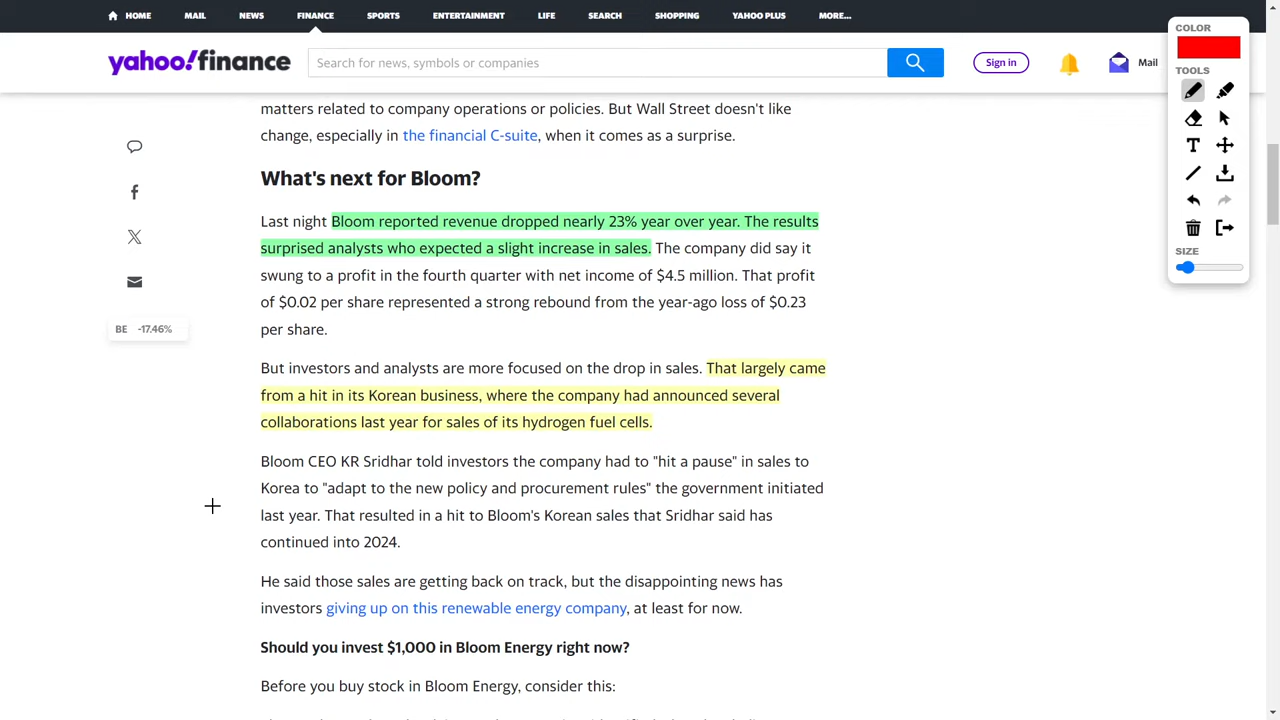 HOME MAIL NEWS FINANCE SPORTS ENTERTAINMENT LIFE SEARCH SHOPPING YAHOO PLUS MORE...
yahoo!finance
Search for news, symbols or companies
Sign in
Mail
COLOR
TOOLS
T
SIZE
matters related to company operations or policies. But Wall Street doesn't like
change, especially in the financial C-suite, when it comes as a surprise.
What's next for Bloom?
Last night Bloom reported revenue dropped nearly 23% year over year. The results
surprised analysts who expected a slight increase in sales. The company did say it
swung to a profit in the fourth quarter with net income of $4.5 million. That profit
of $0.02 per share represented a strong rebound from the year-ago loss of $0.23
per share.
BE -17.46%
But investors and analysts are more focused on the drop in sales. That largely came
from a hit in its Korean business, where the company had announced several
collaborations last year for sales of its hydrogen fuel cells.
Bloom CEO KR Sridhar told investors the company had to "hit a pause" in sales to
Korea to "adapt to the new policy and procurement rules" the government initiated
last year. That resulted in a hit to Bloom's Korean sales that Sridhar said has
continued into 2024.
He said those sales are getting back on track, but the disappointing news has
investors giving up on this renewable energy company, at least for now.
Should you invest $1,000 in Bloom Energy right now?
Before you buy stock in Bloom Energy, consider this: